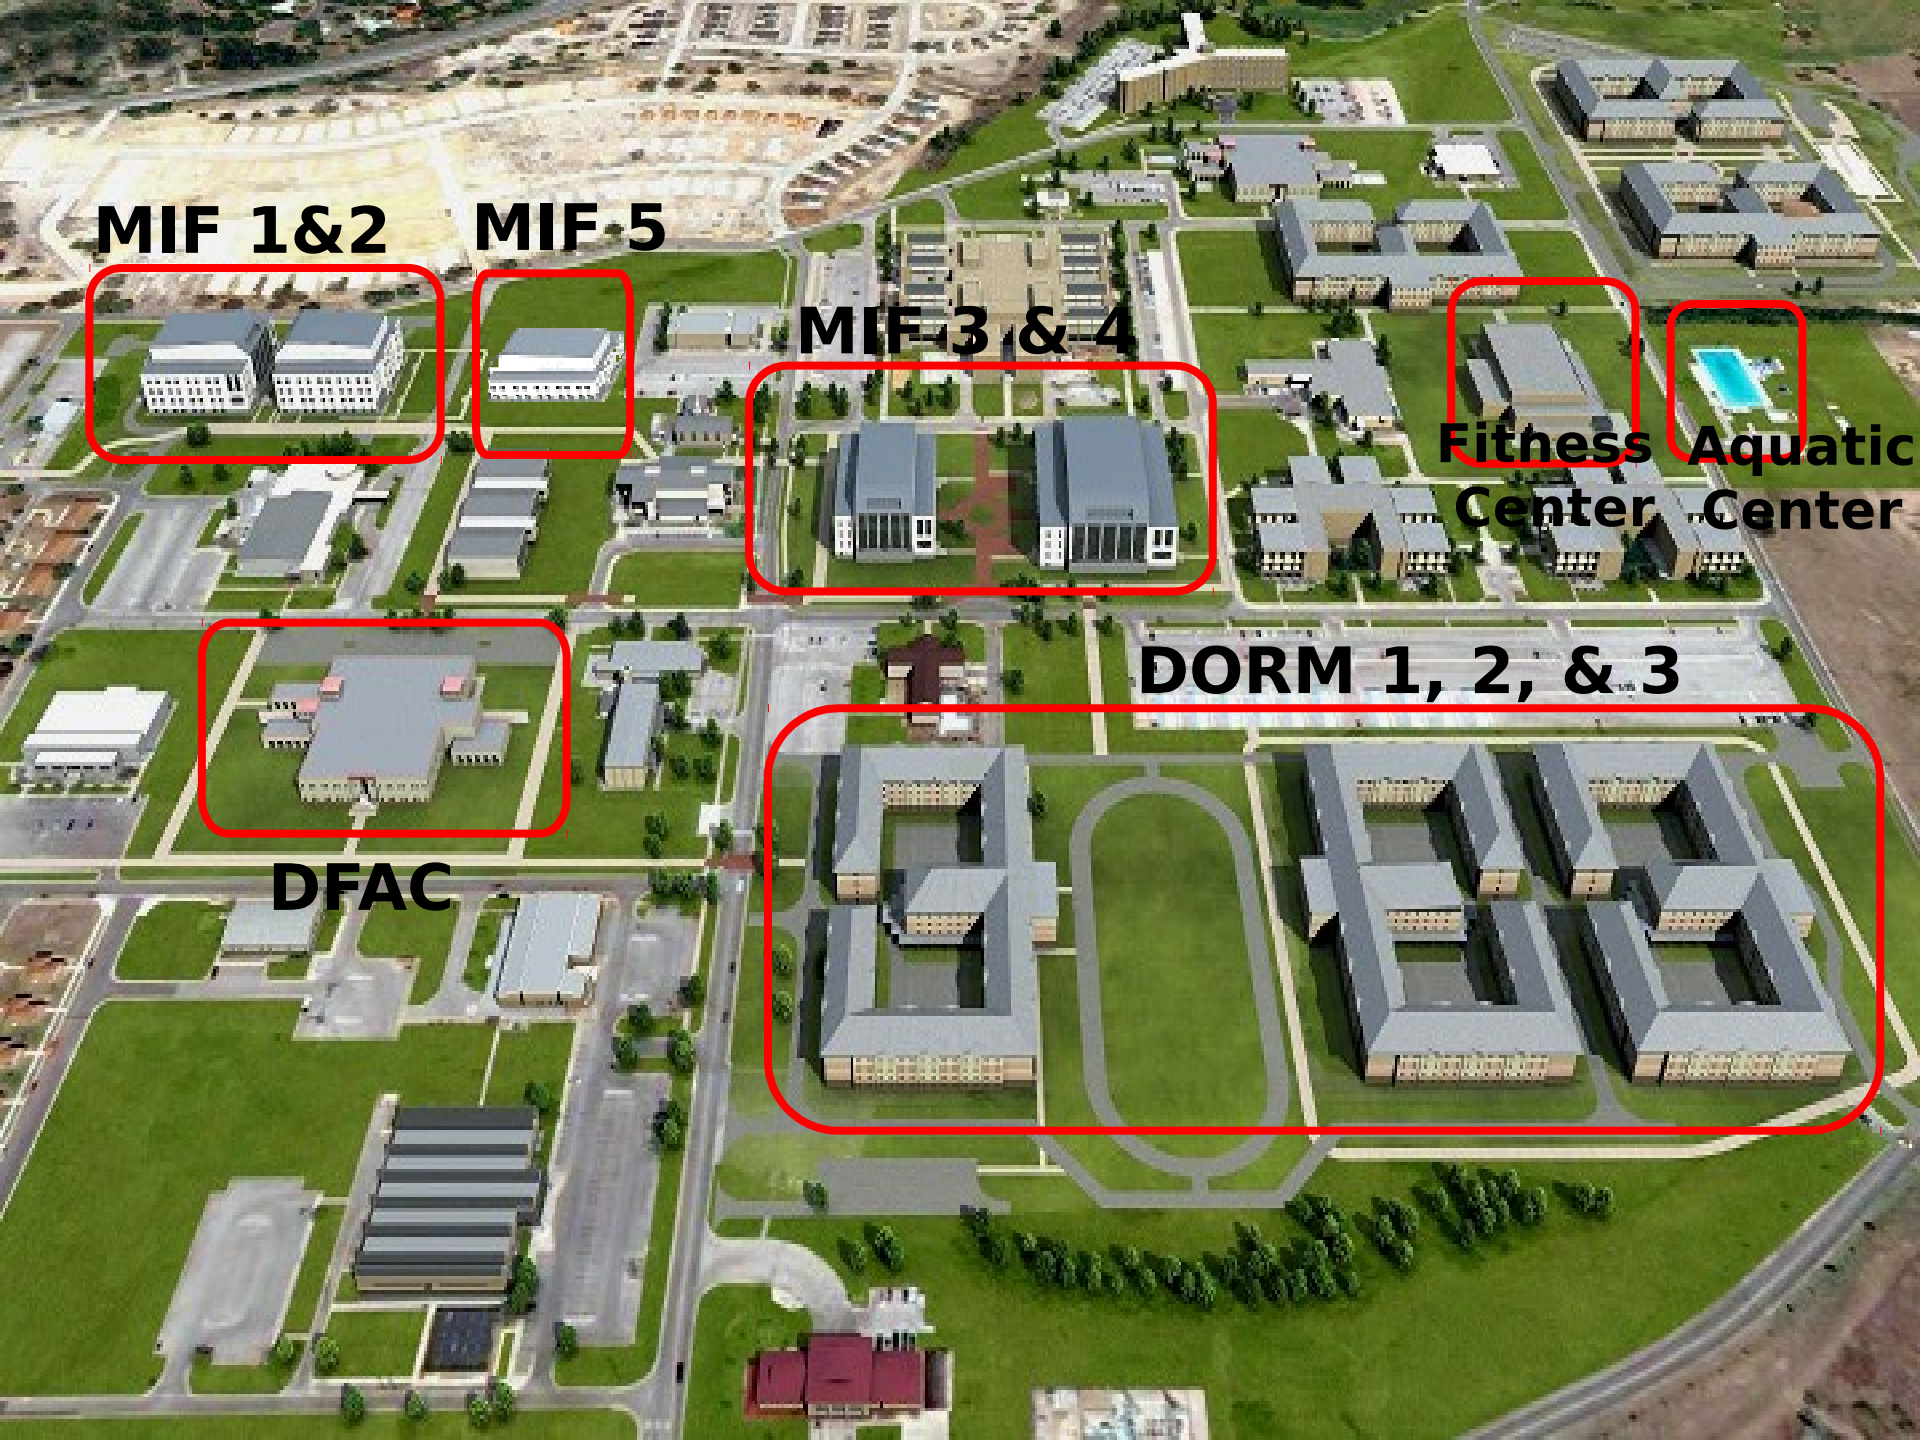 MIF 1&2
MIF 5
MIF 3 & 4
Fitness
Center
Aquatic
Center
DORM 1, 2, & 3
DFAC